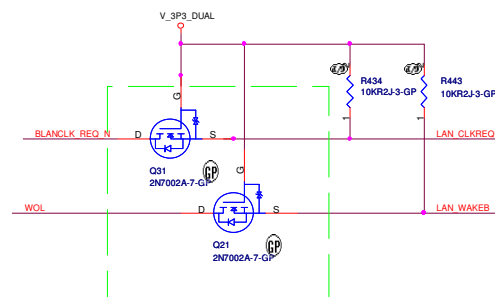 V_3P3_DUAL
R434
10KR2J-3-GP
R443
10KR2J-3-GP
G
1
1
BLANCLK_REQ_N
D
S
LAN_CLKREQ
Q31
2N7002A-7-GP
GP
G
WOL
D
S
LAN_WAKEB
Q21
2N7002A-7-GP
GP